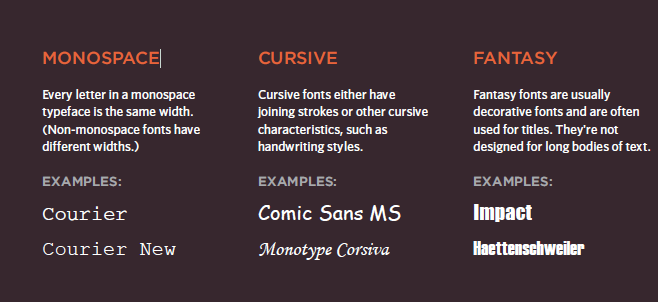 MONOSPACE
Every letter in a monospace
typeface is the same width.
(Non-monospace fonts have
different widths.)
EXAMPLES:
Courier
Courier New
CURSIVE
Cursive fonts either have
joining strokes or other cursive
characteristics, such as
handwriting styles.
EXAMPLES:
Comic Sans MS
Monotype Corsiva
FANTASY
Fantasy fonts are usually
decorative fonts and are often
used for titles. They're not
designed for long bodies of text.
EXAMPLES:
Impact
Haettenschweiler